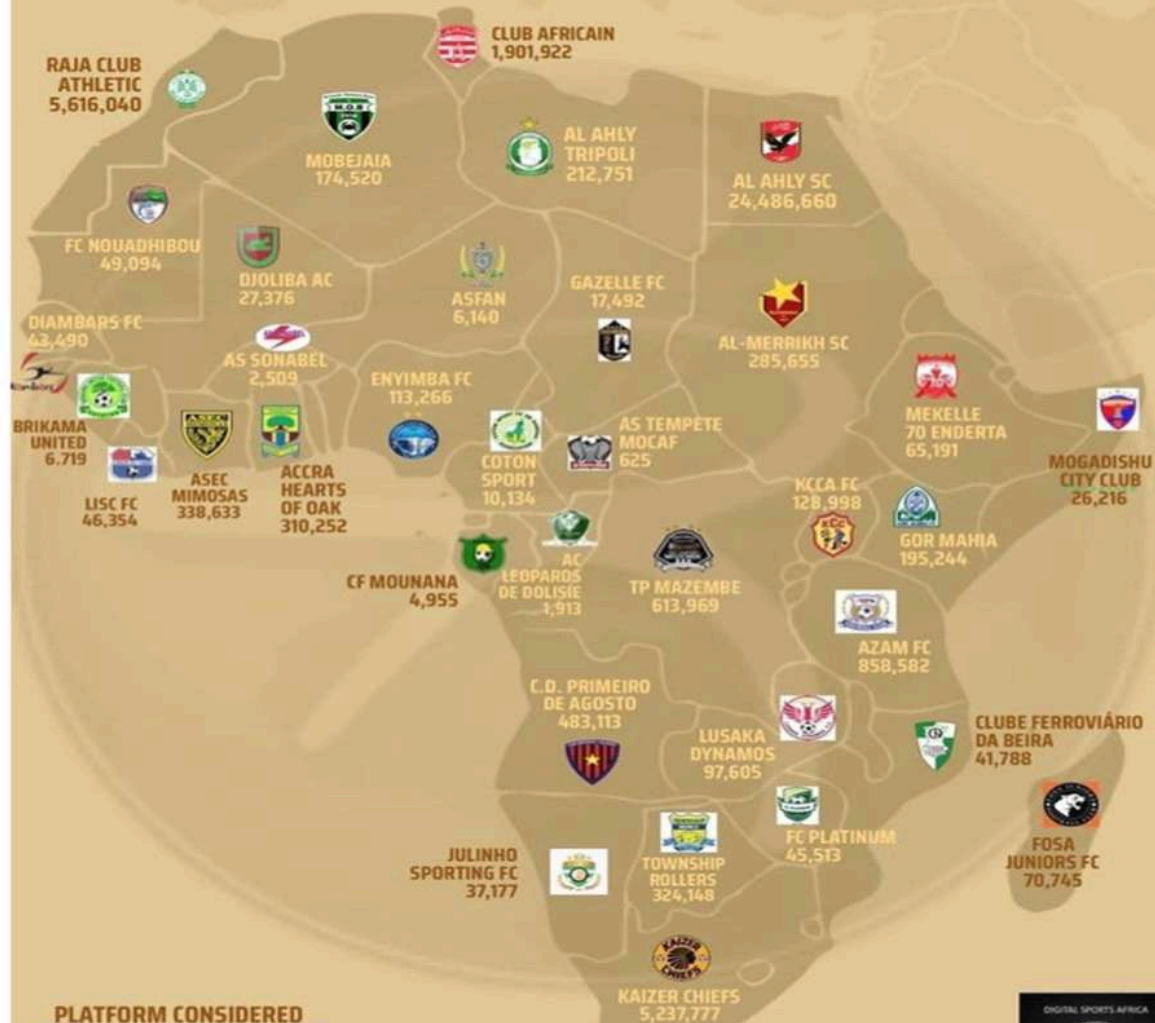 CLUB AFRICAIN
1,901,922
RAJA CLUB
ATHLETIC
5,616,040
M.O.B
MOBEJAIA
174,520
AL AHLY
TRIPOLI
212,751
AL AHLY SC
24,486,660
FC NOUADHIBOU
49,094
DJOLIBA AC
27,376
ASFAN
6,140
GAZELLE FC
17,492
AL-MERRIKH SC
285,655
DIAMBARS FC
43,490
AS SONABEL
2,509
ENYIMBA FC
113,266
BRIKAMA
UNITED
6.719
LISC FC
46,354
ASEC
ASEC
MIMOSAS
338,633
ACCRA
HEARTS
OF OAK
310,252
COTON
SPORT
10,134
AS TEMPETE
MOCAF
625
MEKELLE
70 ENDERTA
65,191
MOGADISHU
CITY CLUB
26,216
KCCA FC
128,998
KCC
GOR MAHIA
195,244
CF MOUNANA
4,955
AC
LEOPARDS
DE DOLISIE
1,913
TP MAZEMBE
613,969
AZAM FC
858,582
C.D. PRIMEIRO
DE AGOSTO
483,113
LUSAKA
DYNAMOS
97,605
CLUBE FERROVIÁRIO
DA BEIRA
41,788
FC PLATINUM
45,513
FOSA
JUNIORS FC
70,745
JULINHO
SPORTING FC
37,177
TOWNSHIP
ROLLERS
324,148
KAIZER
CHIEFS
KAIZER CHIEFS
5,237,777
PLATFORM CONSIDERED
DIGITAL SPORTS AFRICA